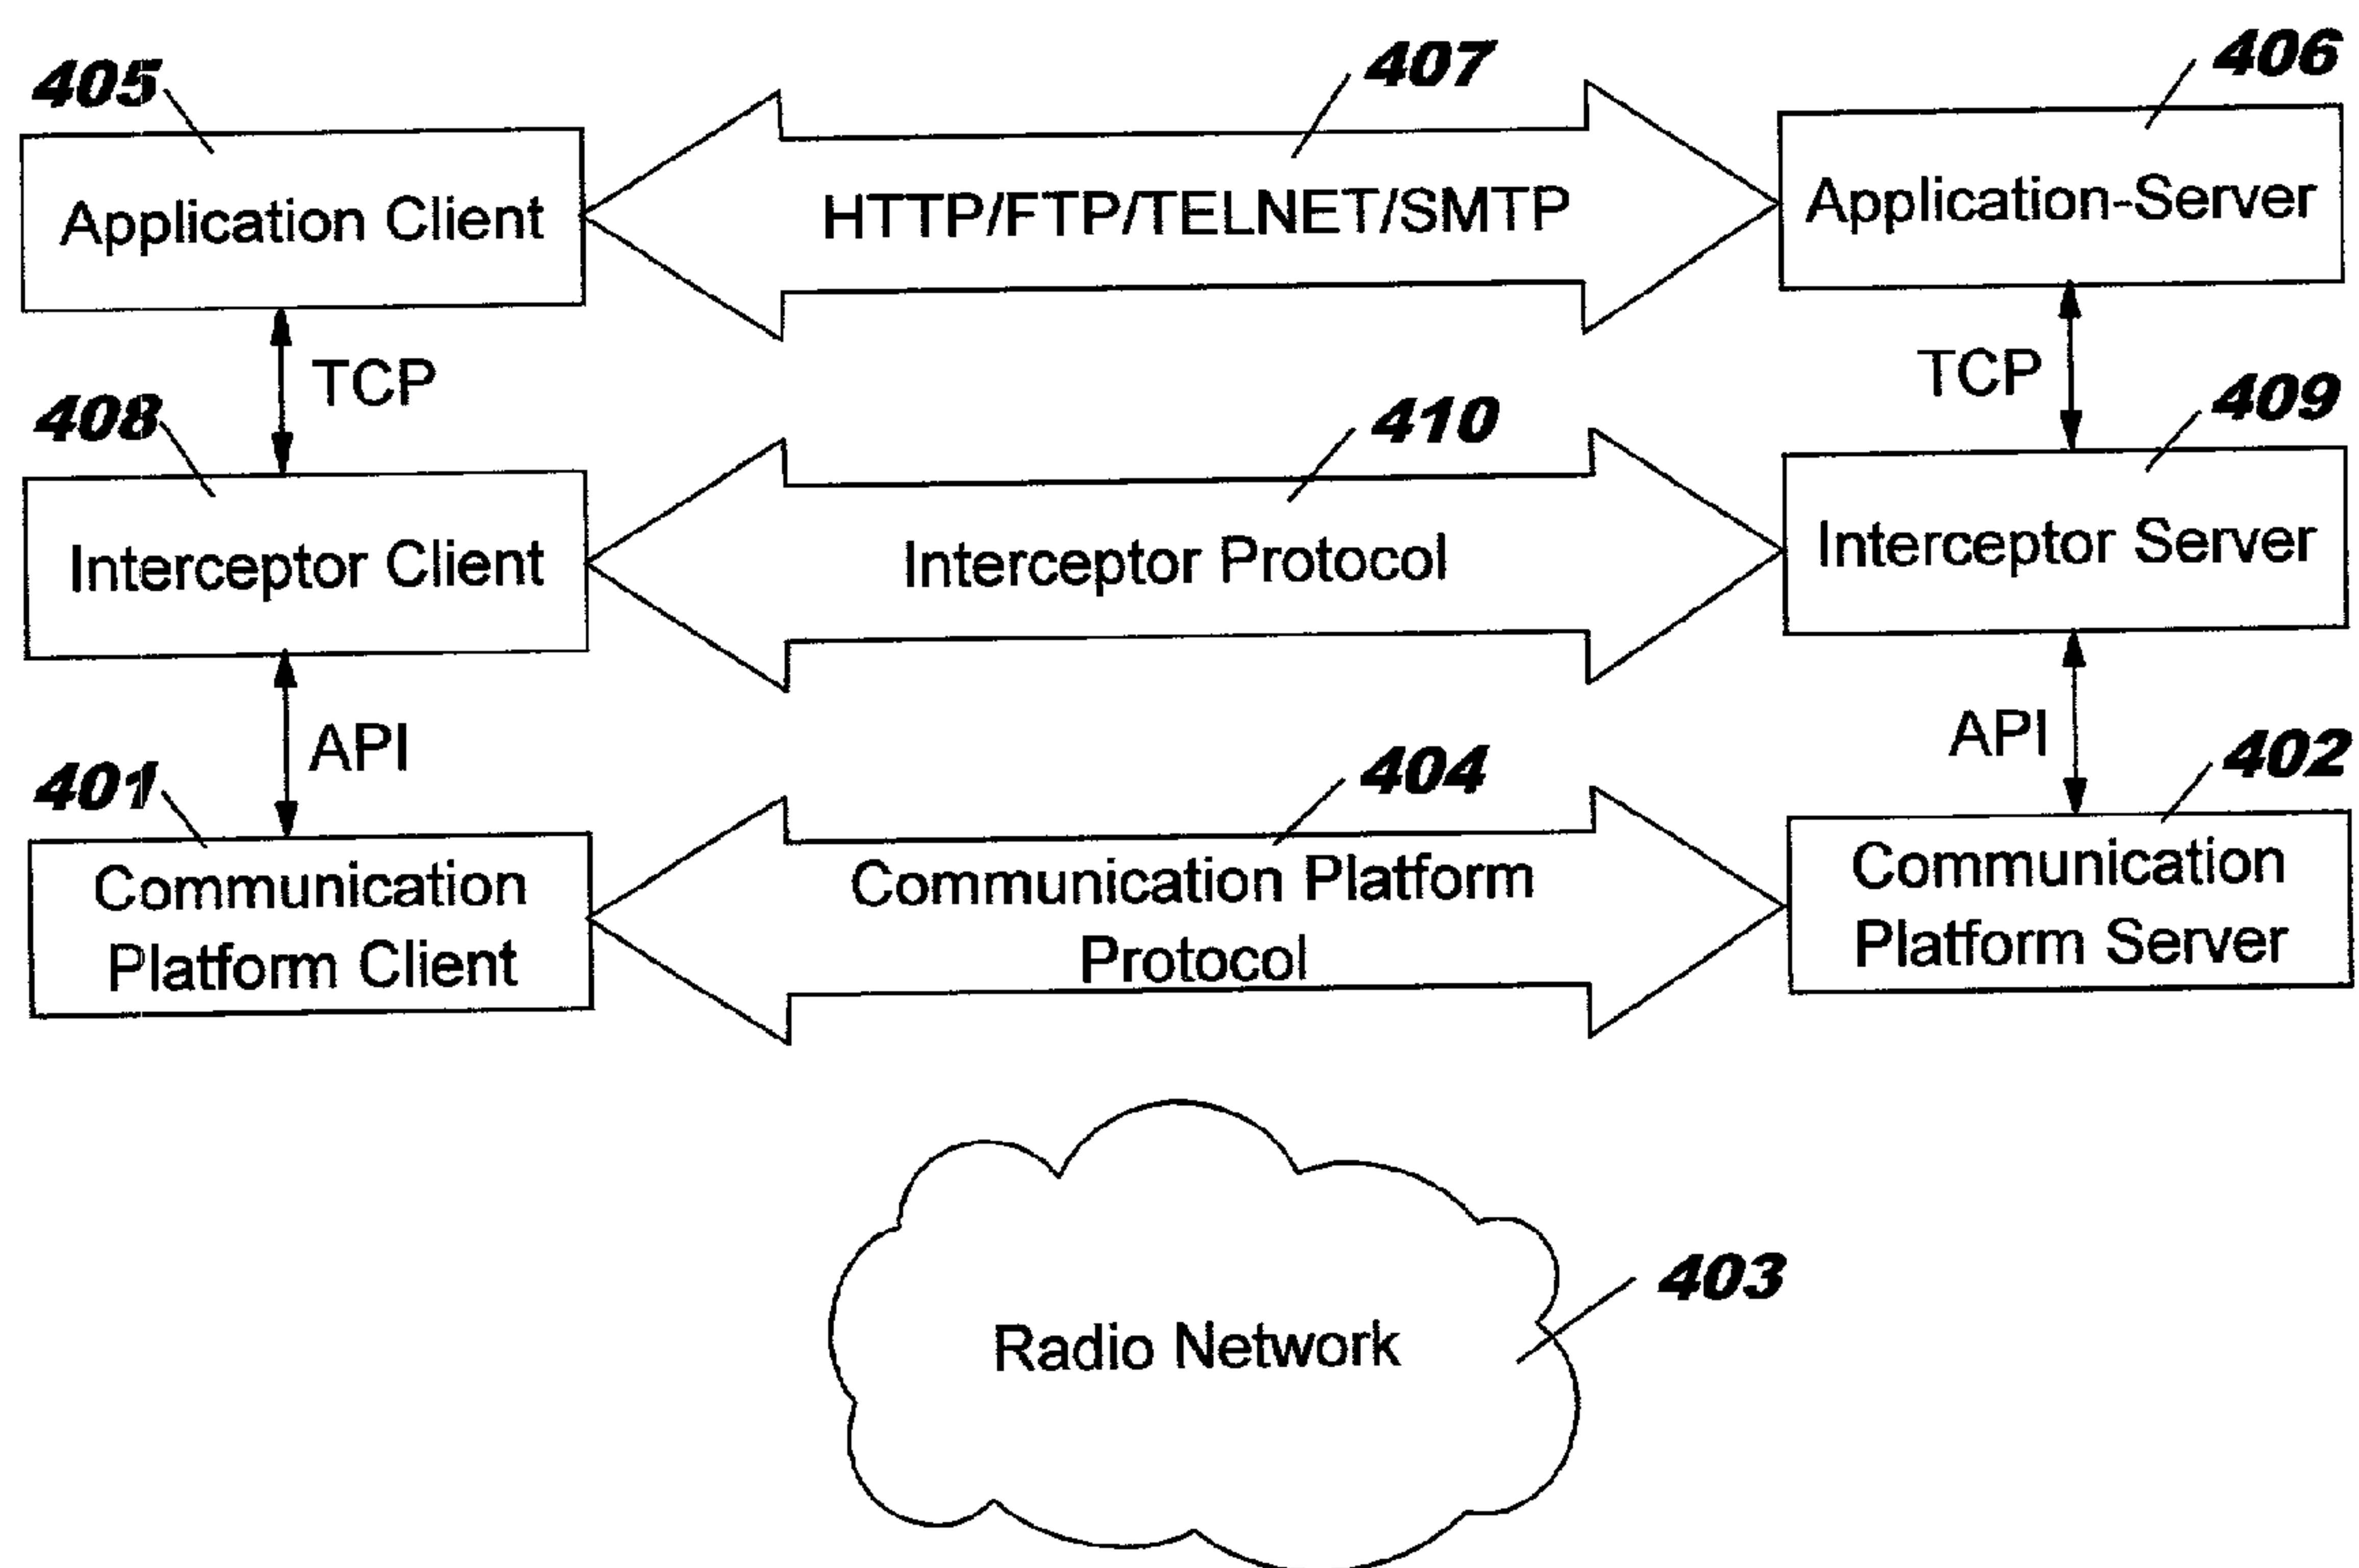 405
407
406
Application Client
HTTP/FTP/TELNET/SMTP
Application-Server
TCP
TCP
408
410
409
Interceptor Client
Interceptor Protocol
Interceptor Server
API
API
401
404
402
Communication
Platform Client
Communication Platform
Protocol
Communication
Platform Server
Radio Network
403